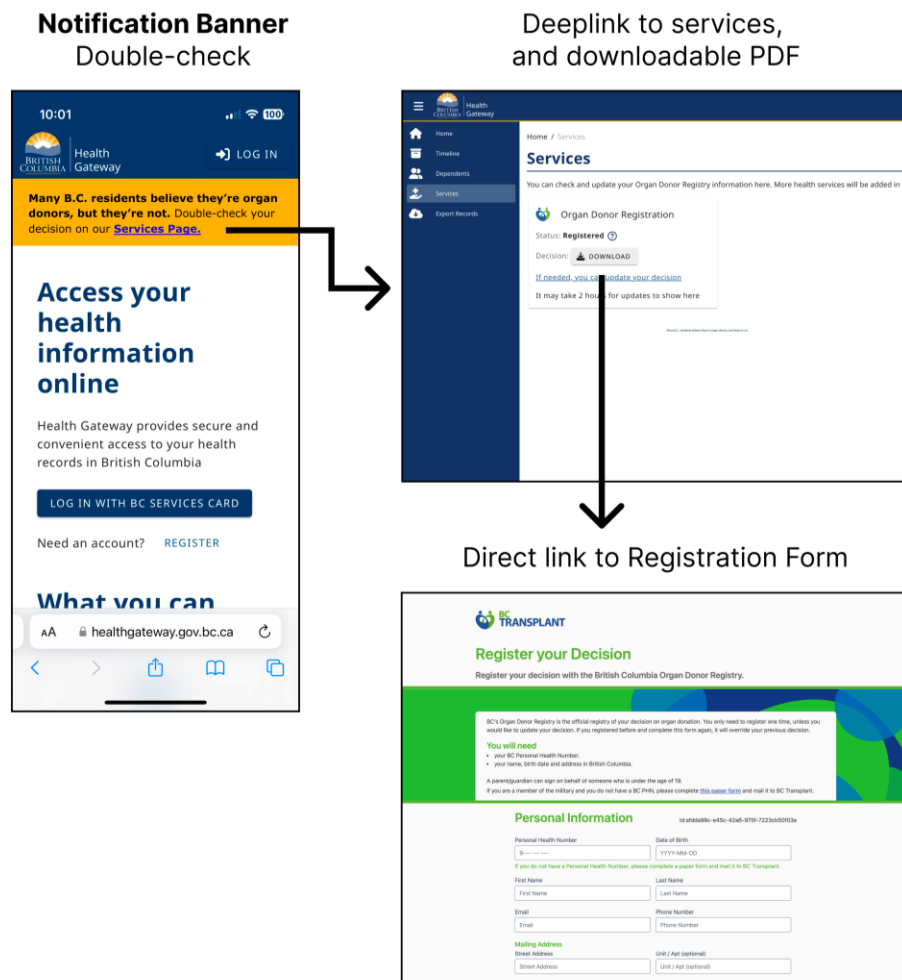 Notification Banner
Double-check
10:01
100
BRITISH
COLUMBIA
Health
Gateway
LOG IN
Many B.C. residents believe they're organ
donors, but they're not. Double-check your
decision on our Services Page.
Access your
health
information
online
Health Gateway provides secure and
convenient access to your health
records in British Columbia
LOG IN WITH BC SERVICES CARD
Need an account? REGISTER
What you can
AA healthgateway.gov.bc.ca
Deeplink to services,
and downloadable PDF
BRITISH
COLUMBIA
Health
Gateway
Home
Timeline
Dependents
Services
Export Records
Home / Services
Services
You can check and update your Organ Donor Registry information here. More health services will be added in
Organ Donor Registration
Status: Registered ?
Decision: DOWNLOAD
If needed, you can update your decision
It may take 2 hours for updates to show here
Direct link to Registration Form
BC
TRANSPLANT
Register your Decision
Register your decision with the British Columbia Organ Donor Registry.
BC's Organ Donor Registry is the official registry of your decision on organ donation. You only need to register one time, unless you
would like to update your decision. If you registered before and complete this form again, it will override your previous decision.
You will need
• your BC Personal Health Number.
• your name, birth date and address in British Columbia.
A parent/guardian can sign on behalf of someone who is under the age of 19.
If you are a member of the military and you do not have a BC PHN, please complete this paper form and mail it to BC Transplant.
Personal Information
Personal Health Number Date of Birth
9--- --- --- YYYY-MM-DD
If you do not have a Personal Health Number, please complete a paper form and mail it to BC Transplant.
First Name Last Name
First Name Last Name
Email Phone Number
Email Phone Number
Mailing Address
Street Address Unit / Apt (optional)
Street Address Unit / Apt (optional)